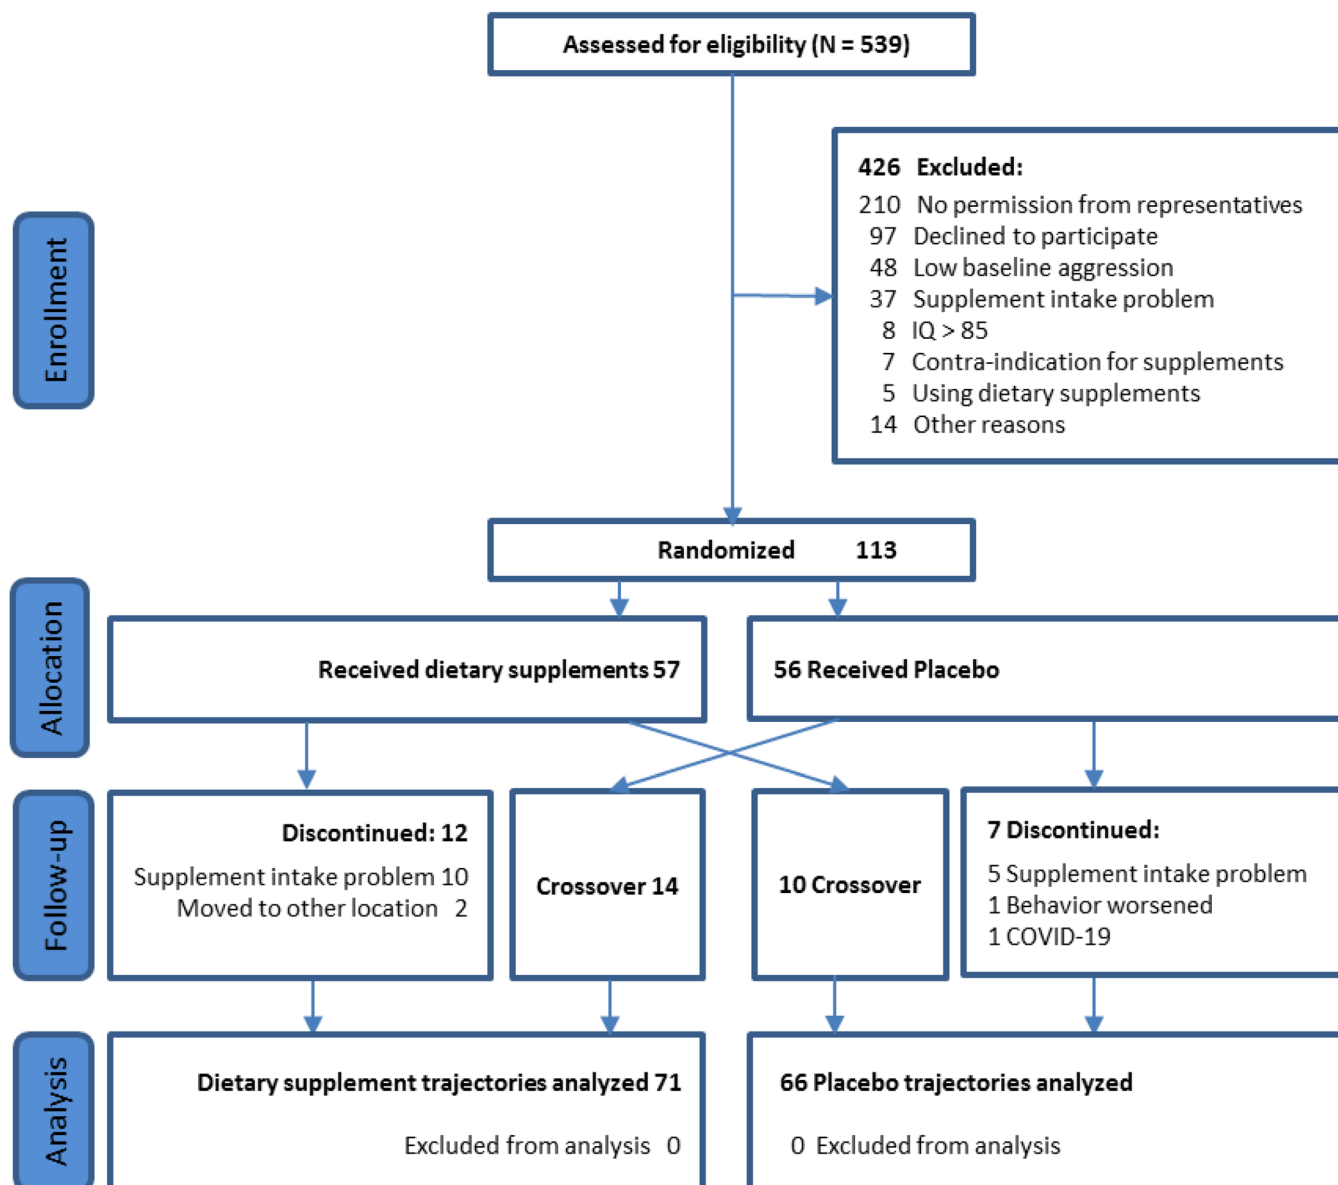 Assessed for eligibility (N = 539)
Enrollment
426 Excluded:
210 No permission from representatives
97 Declined to participate
48 Low baseline aggression
37 Supplement intake problem
8 IQ > 85
7 Contra-indication for supplements
5 Using dietary supplements
14 Other reasons
Randomized 113
Allocation
Received dietary supplements 57
56 Received Placebo
Follow-up
Discontinued: 12
Supplement intake problem 10
Moved to other location 2
Crossover 14
10 Crossover
7 Discontinued:
5 Supplement intake problem
1 Behavior worsened
1 COVID-19
Analysis
Dietary supplement trajectories analyzed 71
Excluded from analysis 0
66 Placebo trajectories analyzed
0 Excluded from analysis